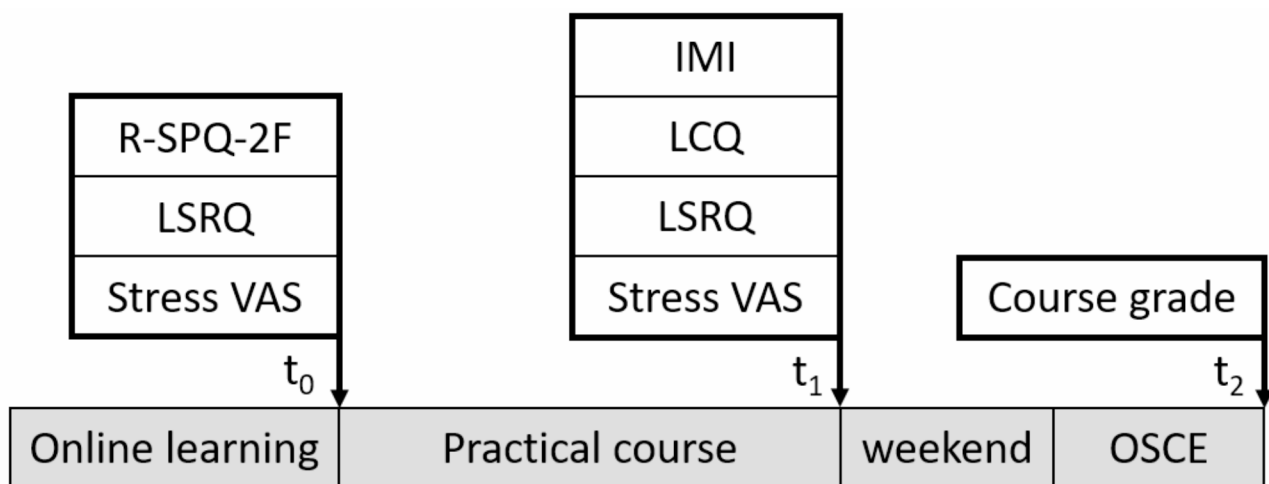 IMI
R-SPQ-2F
LCQ
LSRQ
LSRQ
Stress VAS
Stress VAS
Course grade
t0
t1
t2
Online learning
Practical course
weekend
OSCE